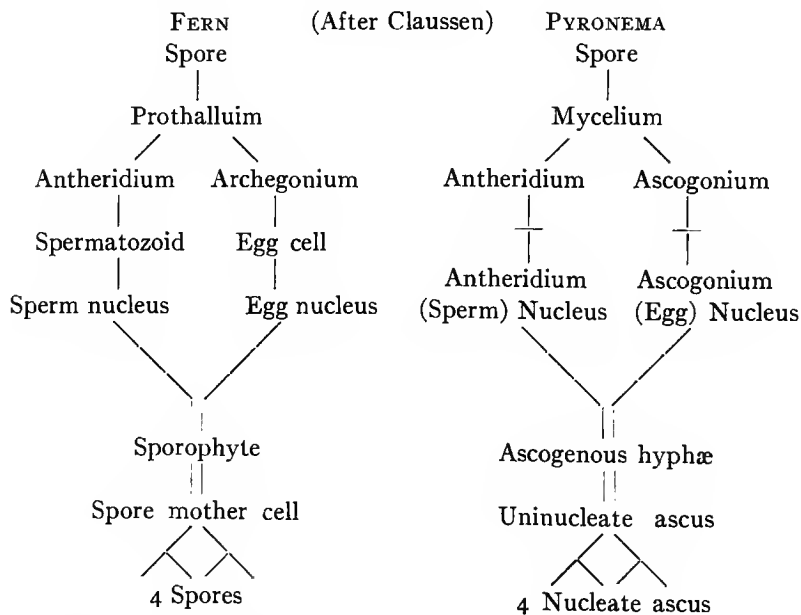 FERN (After Claussen) PYRONEMA
Spore Spore
Prothalluim Mycelium
Antheridium Archegonium Antheridium Ascogonium
Spermatozoid Egg cell
Antheridium Ascogonium
Sperm nucleus Egg nucleus (Sperm) Nucleus (Egg) Nucleus
Sporophyte Ascogenous hyphæ
Spore mother cell Uninucleate ascus
4 Spores 4 Nucleate ascus